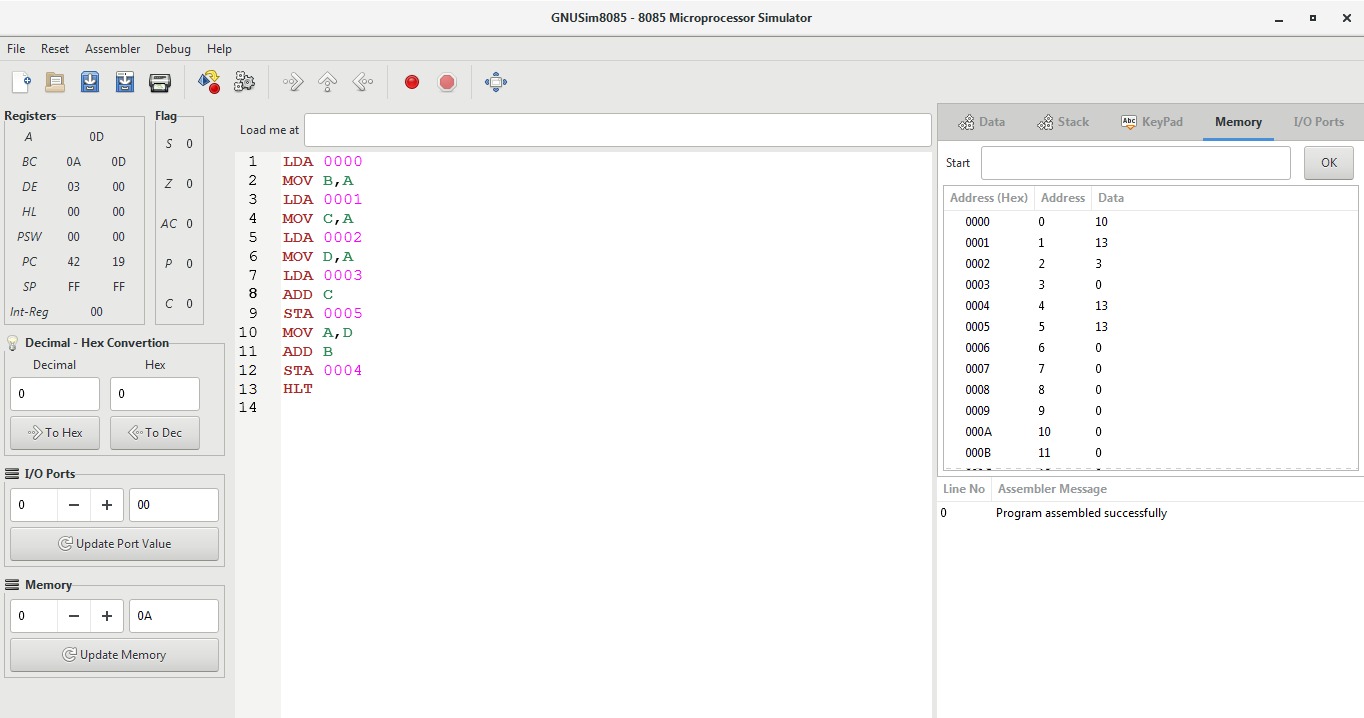 GNUSim8085 - 8085 Microprocessor Simulator
File Reset Assembler Debug Help
Registers
A 0D
BC 0A 0D
DE 03 00
HL 00 00
PSW 00 00
PC 42 19
SP FF FF
Int-Reg 00
Flag
S 0
Z 0
AC 0
P 0
C 0
Decimal - Hex Convertion
Decimal Hex
0 0
To Hex To Dec
I/O Ports
0 − + 00
Update Port Value
Memory
0 − + 0A
Update Memory
Load me at
1 LDA 0000
2 MOV B,A
3 LDA 0001
4 MOV C,A
5 LDA 0002
6 MOV D,A
7 LDA 0003
8 ADD C
9 STA 0005
10 MOV A,D
11 ADD B
12 STA 0004
13 HLT
14
Data Stack Abc KeyPad Memory I/O Ports
Start OK
Address (Hex) Address Data
0000 0 10
0001 1 13
0002 2 3
0003 3 0
0004 4 13
0005 5 13
0006 6 0
0007 7 0
0008 8 0
0009 9 0
000A 10 0
000B 11 0
Line No Assembler Message
0 Program assembled successfully